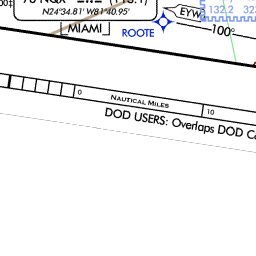 N24°34.81' W81°40.95'
MIAMI
ROOTE
EYW
132.2
100°
0
NAUTICAL MILES
10
DOD USERS: Overlaps DOD